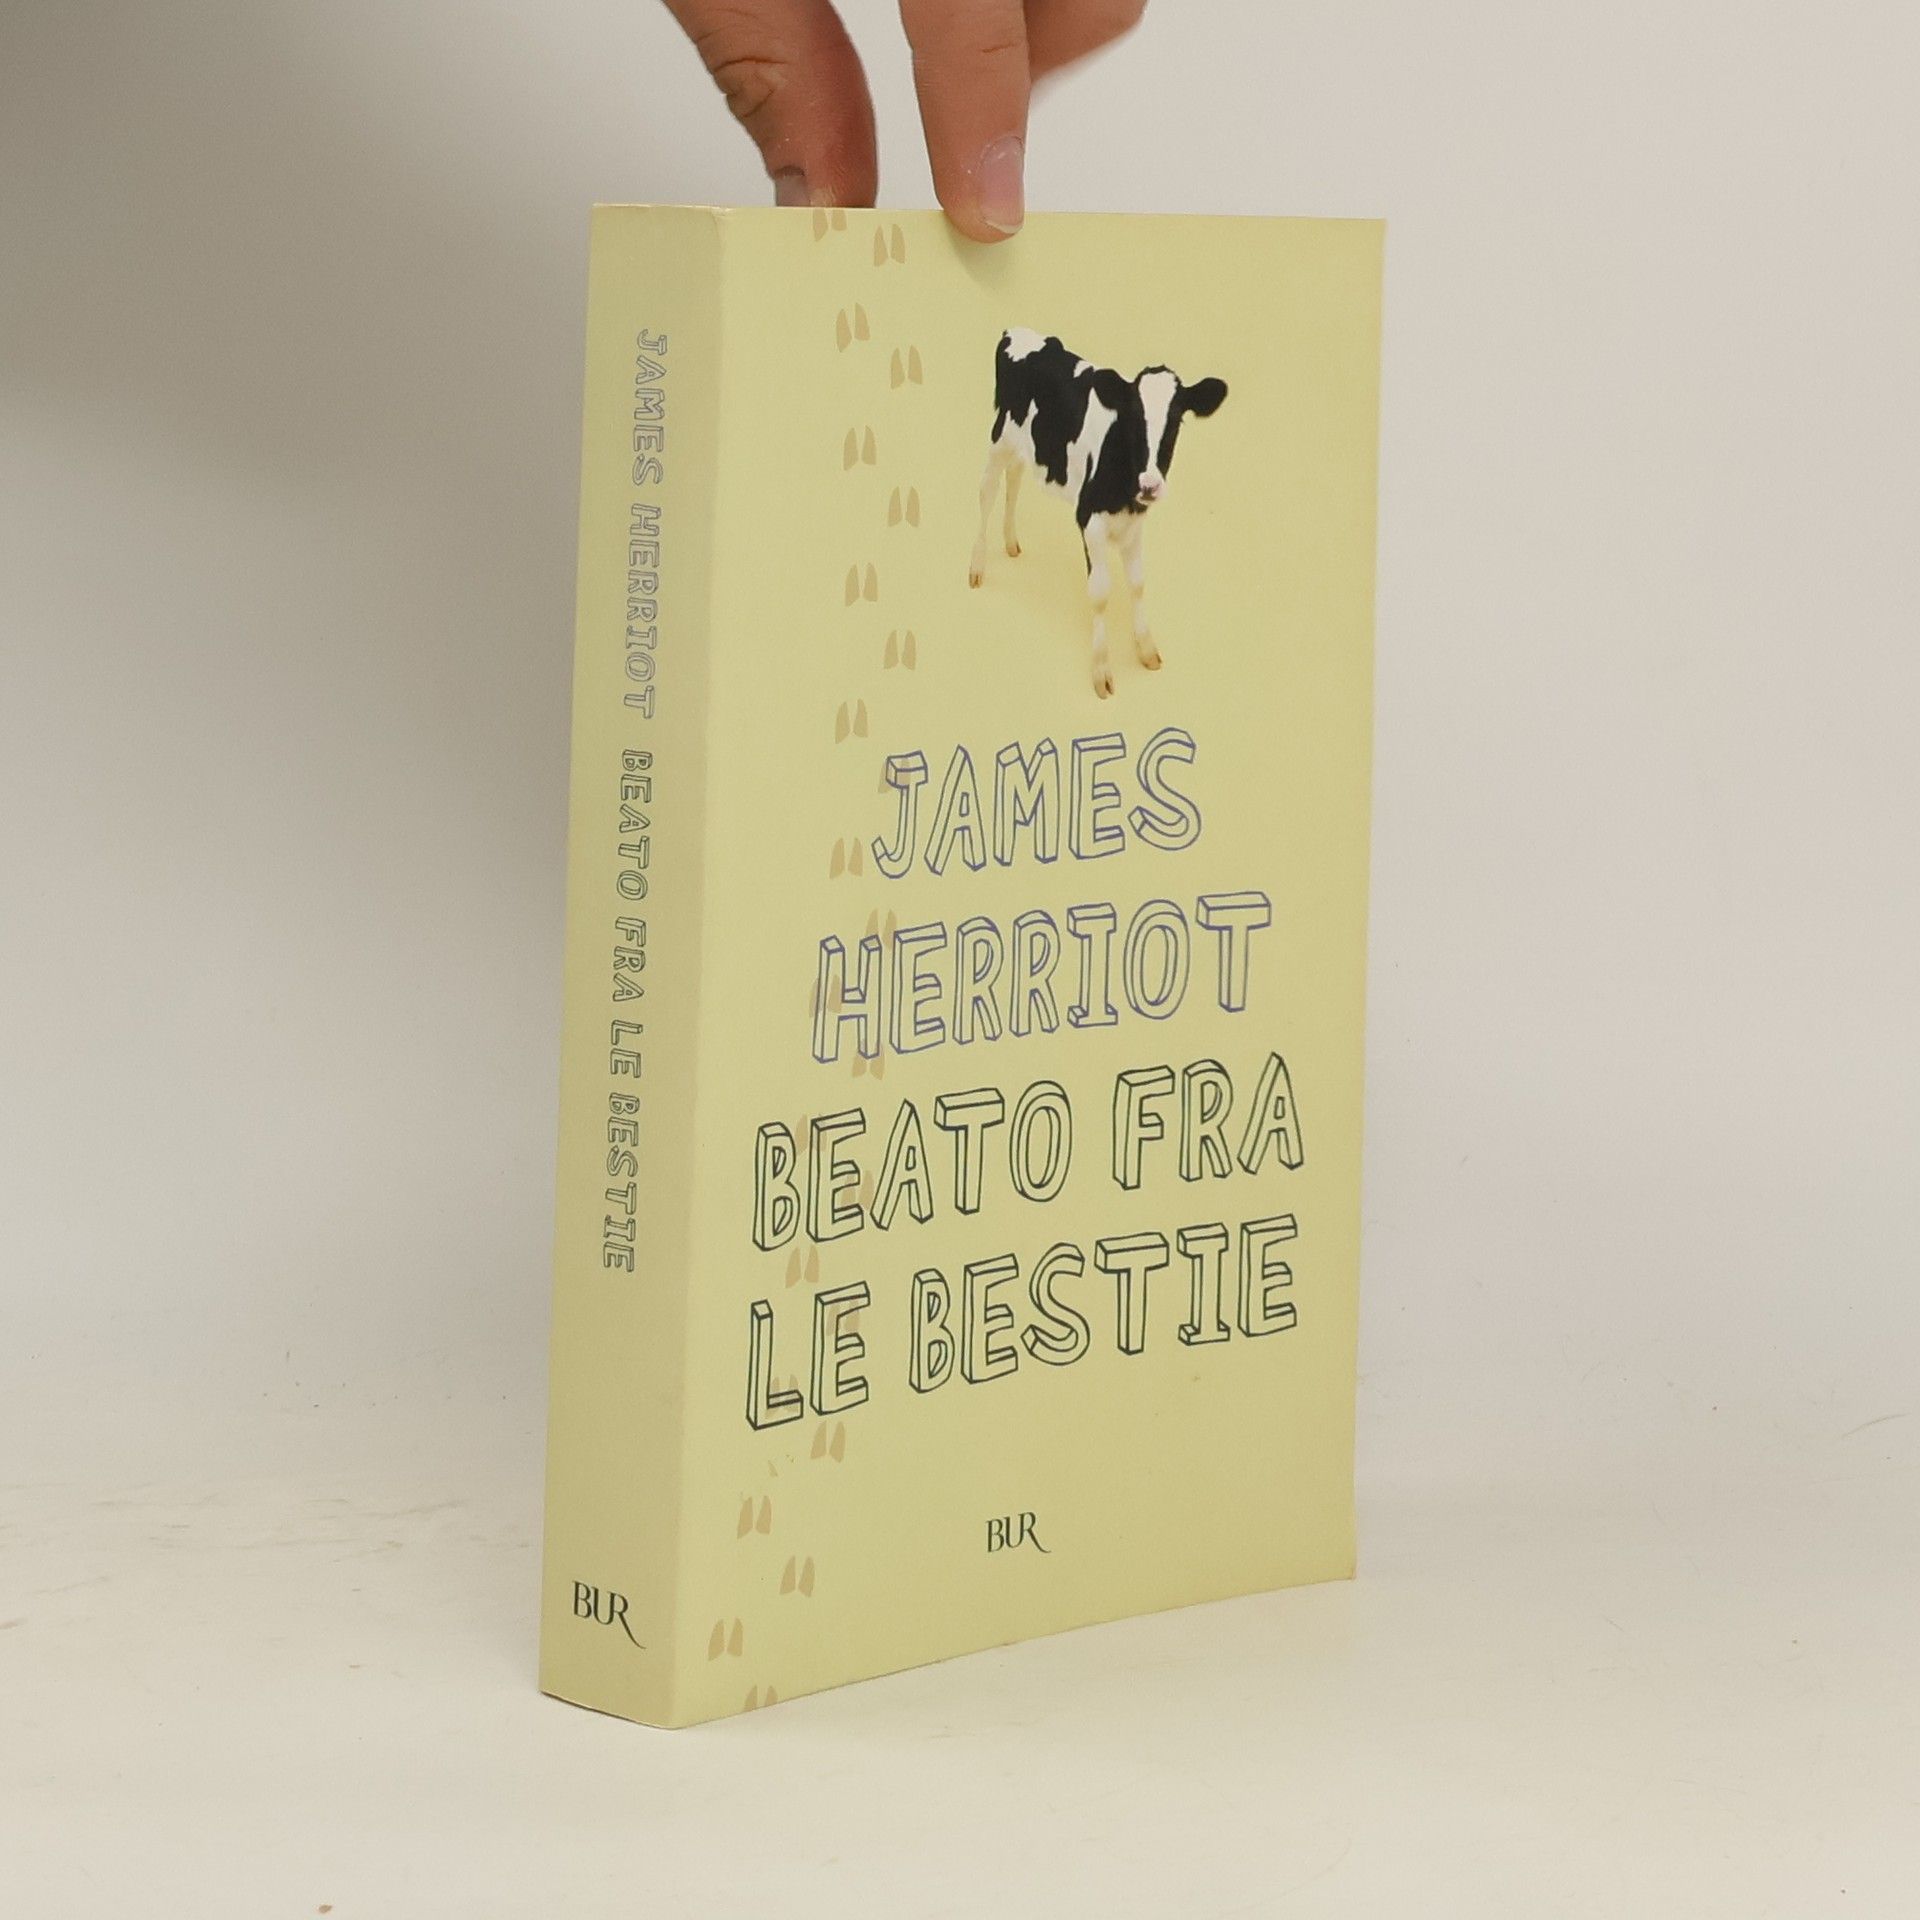 JAMES HERRIOT BEATO FRA LE BESTIE
BUR
JAMES
HERRIOT
BEATO FRA
LE BESTIE
BUR